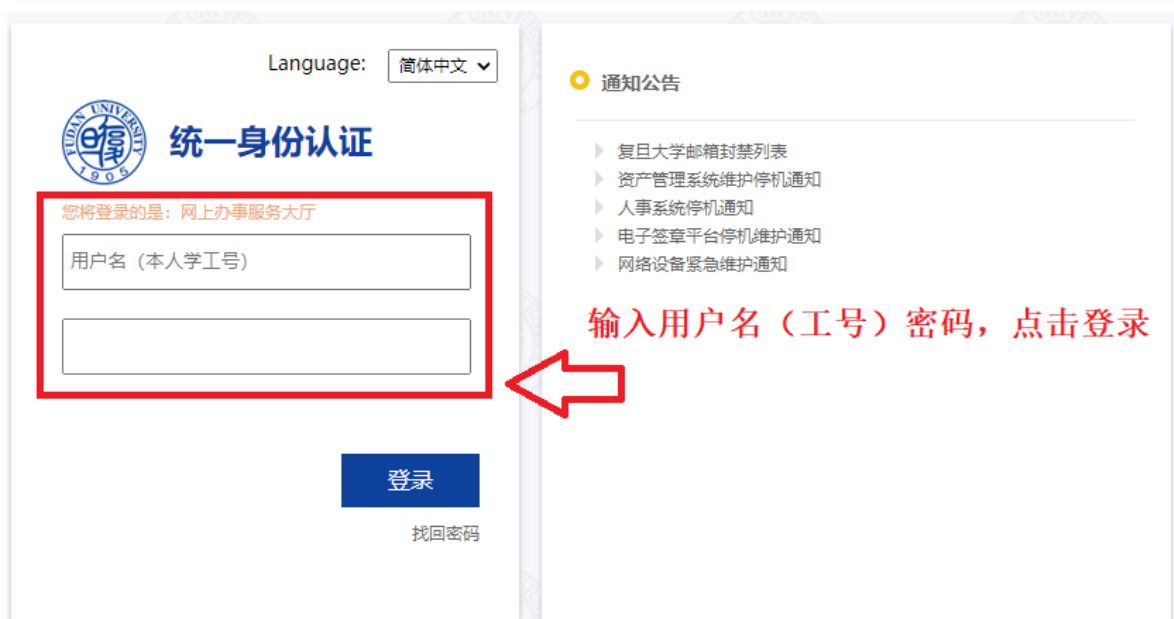 Language: 简体中文
FUDAN UNIVERSITY
1905
统一身份认证
您将登录的是：网上办事服务大厅
用户名（本人学工号）
登录
找回密码
通知公告
复旦大学邮箱封禁列表
资产管理系统维护停机通知
人事系统停机通知
电子签章平台停机维护通知
网络设备紧急维护通知
输入用户名（工号）密码，点击登录